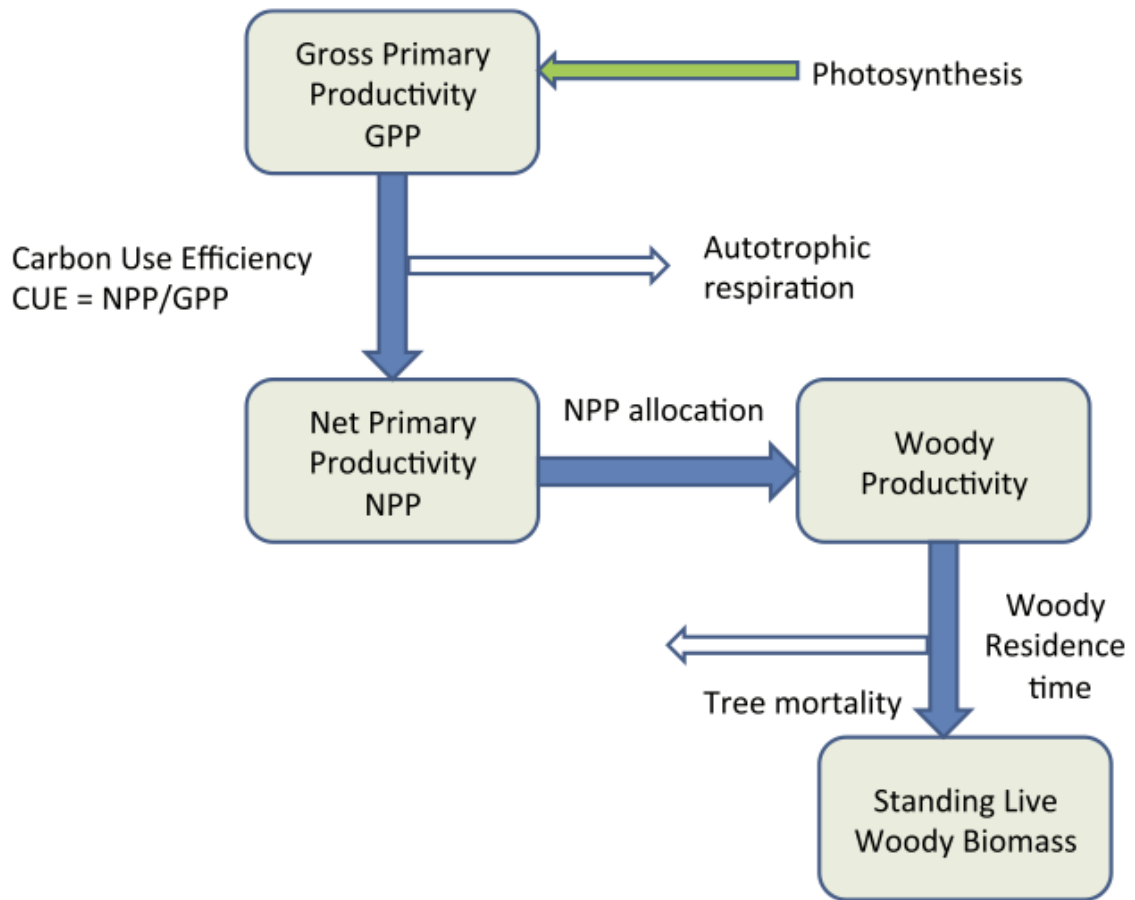 Gross Primary
Productivity
GPP
Photosynthesis
Carbon Use Efficiency
CUE = NPP/GPP
Autotrophic
respiration
Net Primary
Productivity
NPP
NPP allocation
Woody
Productivity
Woody
Residence
time
Tree mortality
Standing Live
Woody Biomass